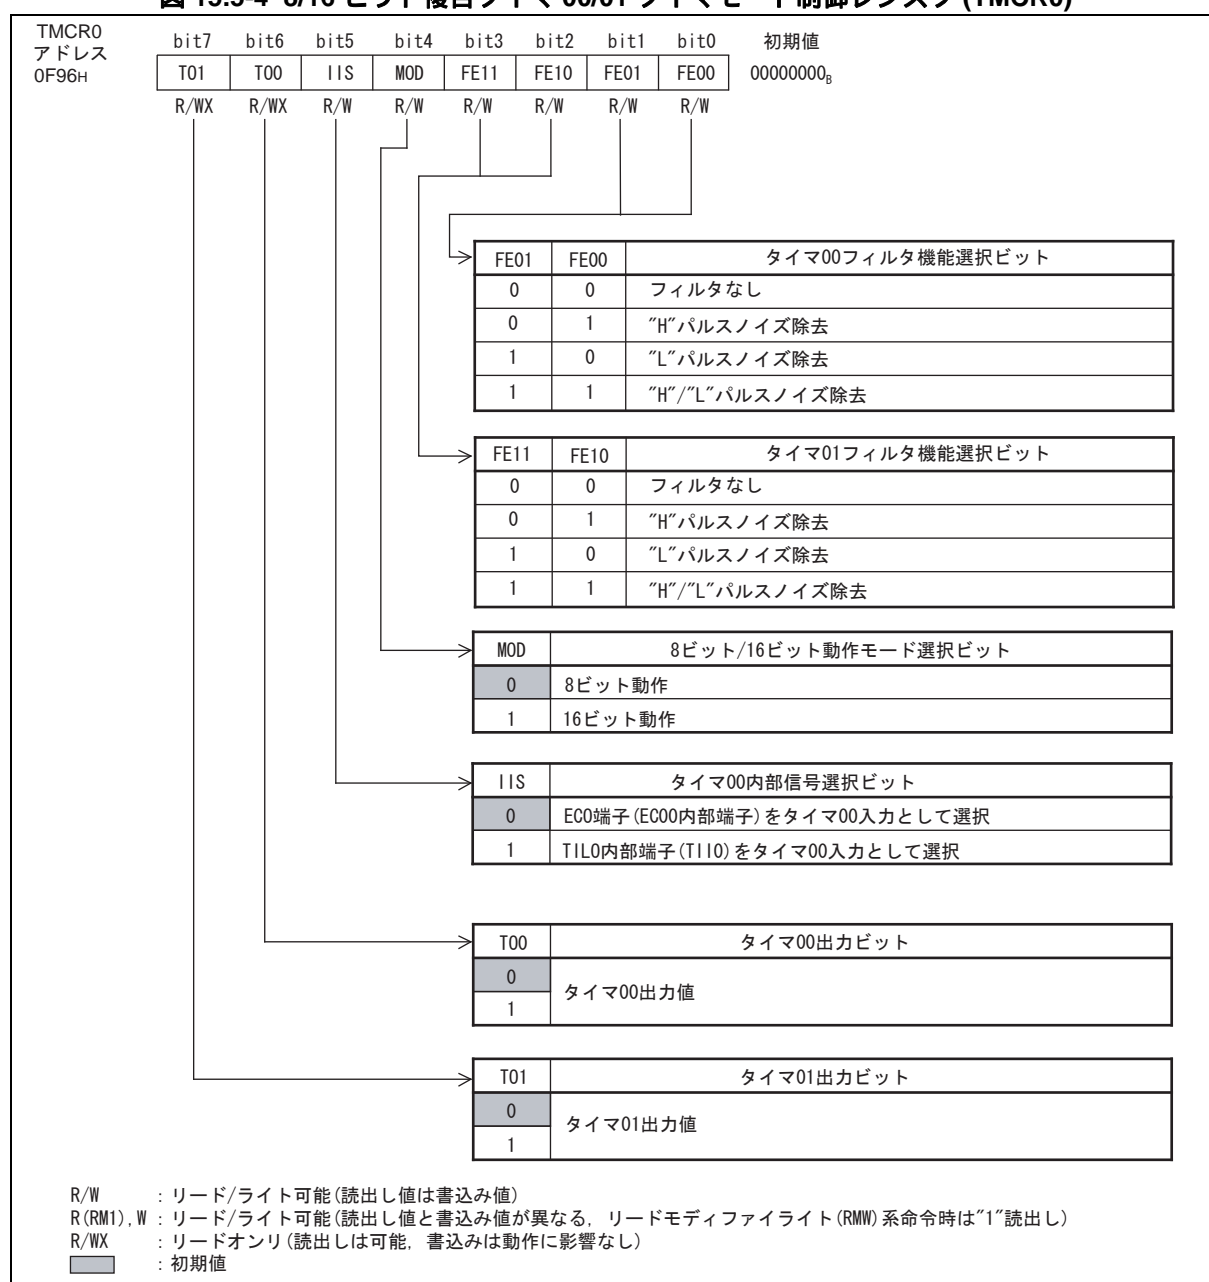 TMCR0
アドレス bit7 bit6 bit5 bit4 bit3 bit2 bit1 bit0 初期値
0F96H T01 T00 IIS MOD FE11 FE10 FE01 FE00 00000000B
R/WX R/WX R/W R/W R/W R/W R/W R/W
FE01 FE00 タイマ00フィルタ機能選択ビット
0 0 フィルタなし
0 1 "H"パルスノイズ除去
1 0 "L"パルスノイズ除去
1 1 "H"/"L"パルスノイズ除去
FE11 FE10 タイマ01フィルタ機能選択ビット
0 0 フィルタなし
0 1 "H"パルスノイズ除去
1 0 "L"パルスノイズ除去
1 1 "H"/"L"パルスノイズ除去
MOD 8ビット/16ビット動作モード選択ビット
0 8ビット動作
1 16ビット動作
IIS タイマ00内部信号選択ビット
0 EC0端子(EC00内部端子)をタイマ00入力として選択
1 TIL0内部端子(TII0)をタイマ00入力として選択
T00 タイマ00出力ビット
0 タイマ00出力値
1
T01 タイマ01出力ビット
0 タイマ01出力値
1
R/W : リード/ライト可能(読出し値は書込み値)
R(RM1),W : リード/ライト可能(読出し値と書込み値が異なる, リードモディファイライト(RMW)系命令時は"1"読出し)
R/WX : リードオンリ(読出しは可能, 書込みは動作に影響なし)
: 初期値